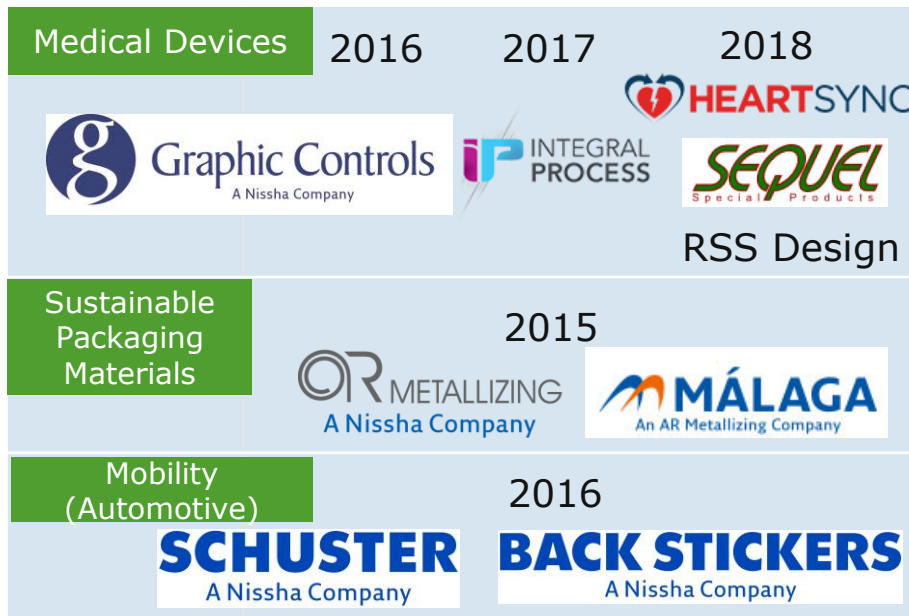 Medical Devices
2016
2017
2018
HEARTSYNC
g
Graphic Controls
A Nissha Company
iP
INTEGRAL
PROCESS
SEQUEL
Special Products
RSS Design
Sustainable
Packaging
Materials
2015
AR METALLIZING
A Nissha Company
MÁLAGA
An AR Metallizing Company
Mobility
(Automotive)
2016
SCHUSTER
A Nissha Company
BACK STICKERS
A Nissha Company